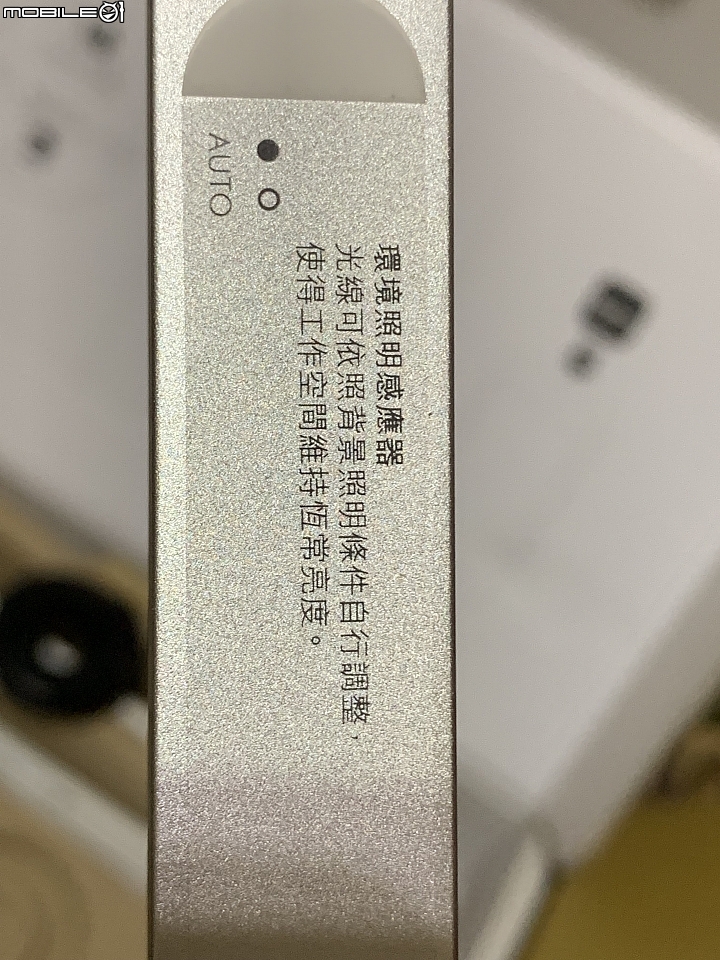 MOBILE01
環境照明感應器
光線可依照背景照明條件自行調整,
使得工作空間維持恆常亮度。
AUTO